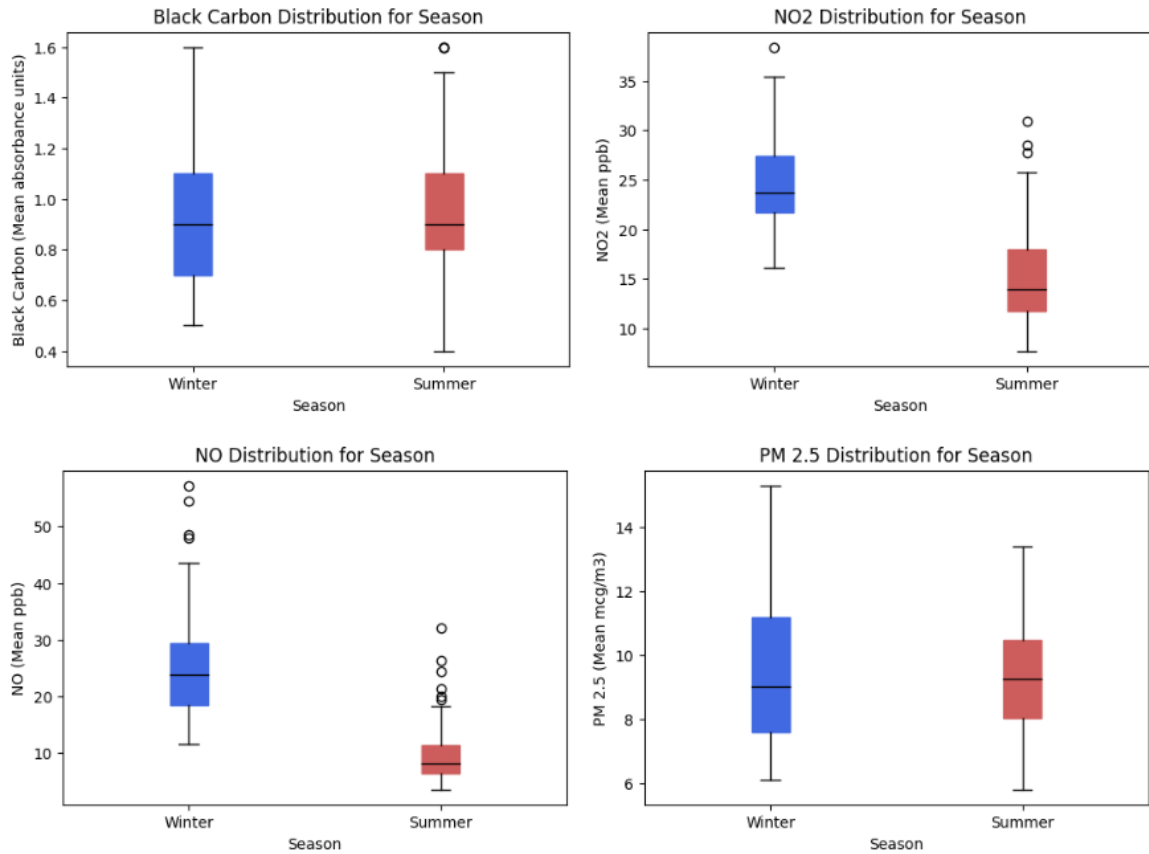 Black Carbon Distribution for Season
Black Carbon (Mean absorbance units)
1.6
1.4
1.2
1.0
0.8
0.6
0.4
Winter
Summer
Season
NO2 Distribution for Season
NO2 (Mean ppb)
35
30
25
20
15
10
Winter
Summer
Season
NO Distribution for Season
NO (Mean ppb)
50
40
30
20
10
Winter
Summer
Season
PM 2.5 Distribution for Season
PM 2.5 (Mean mcg/m3)
14
12
10
8
6
Winter
Summer
Season